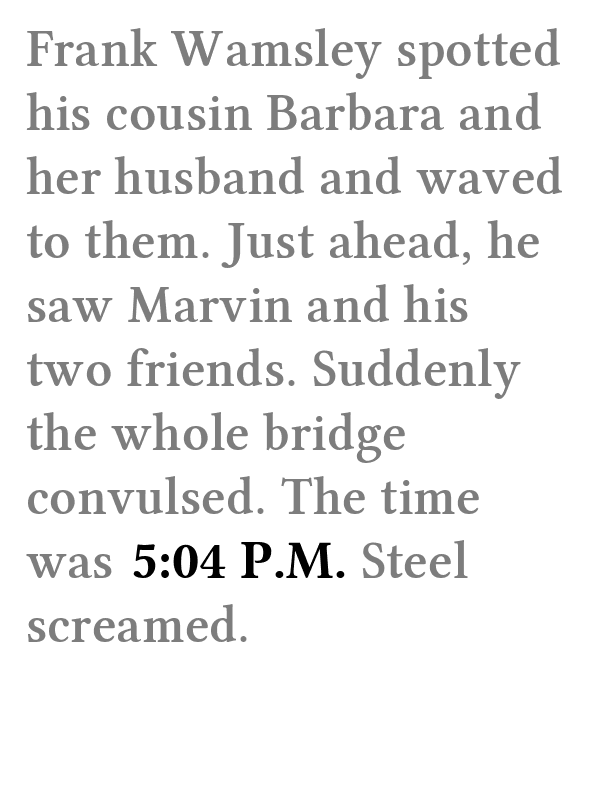 Frank Wamsley spotted
his cousin Barbara and
her husband and waved
to them. Just ahead, he
saw Marvin and his
two friends. Suddenly
the whole bridge
convulsed. The time
was 5:04 P.M. Steel
screamed.